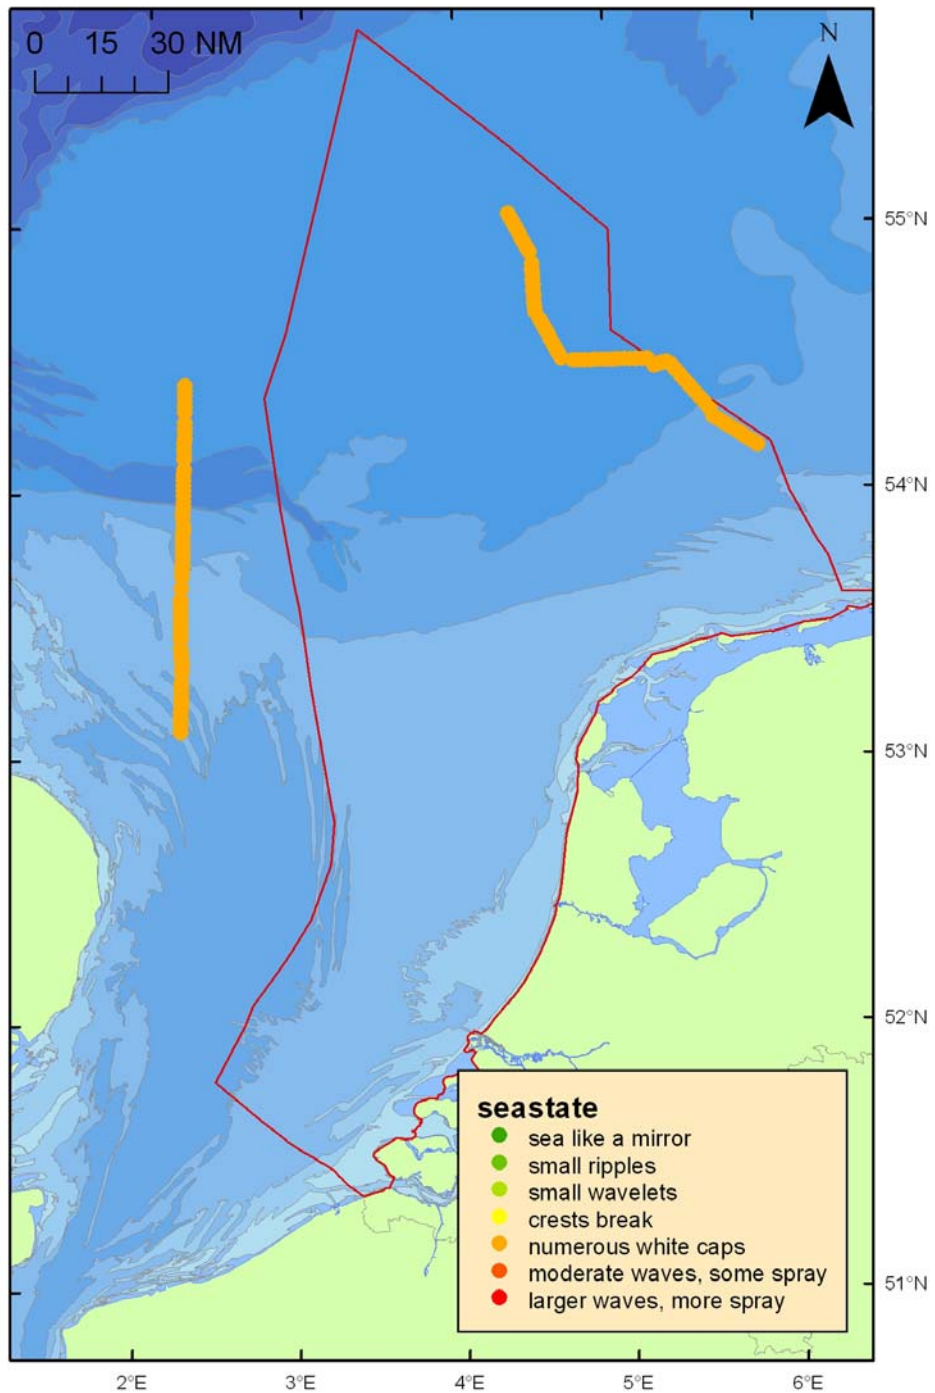 0 15 30 NM
N
55°N
54°N
53°N
52°N
51°N
seastate
sea like a mirror
small ripples
small wavelets
crests break
numerous white caps
moderate waves, some spray
larger waves, more spray
2°E 3°E 4°E 5°E 6°E